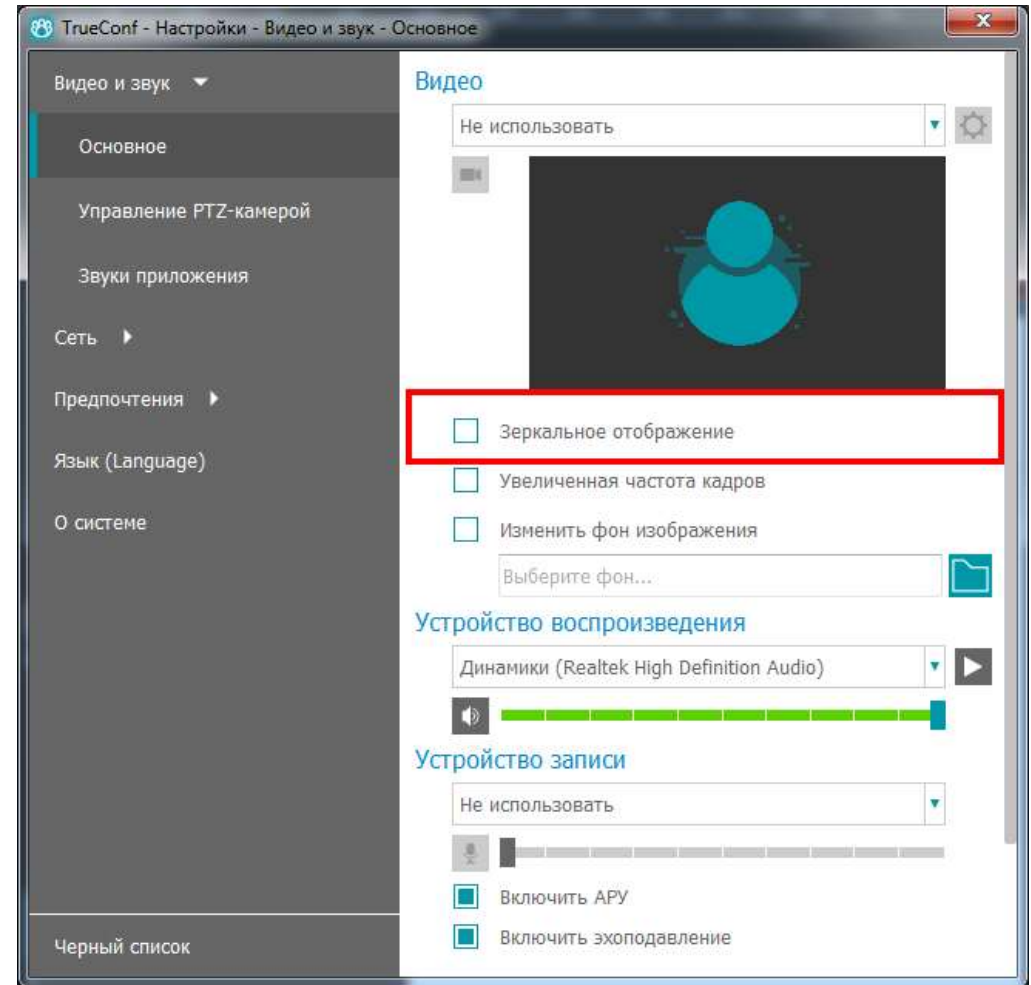 TrueConf - Настройки - Видео и звук - Основное
Видео и звук
Основное
Управление PTZ-камерой
Звуки приложения
Сеть
Предпочтения
Язык (Language)
О системе
Черный список
Видео
Не использовать
Зеркальное отображение
Увеличенная частота кадров
Изменить фон изображения
Выберите фон...
Устройство воспроизведения
Динамики (Realtek High Definition Audio)
Устройство записи
Не использовать
Включить АРУ
Включить эхоподавление